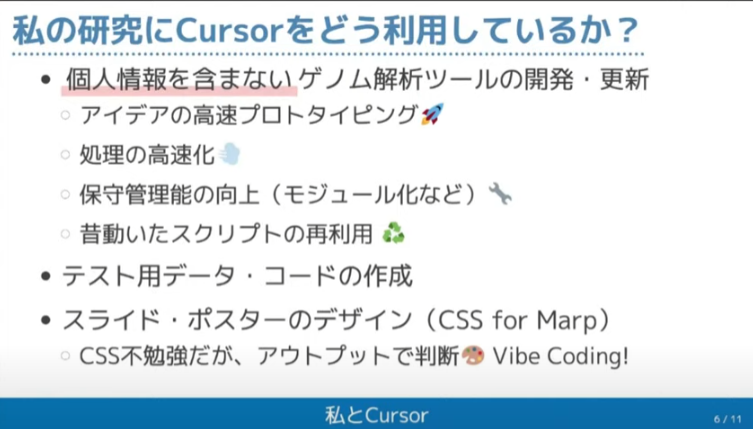 私の研究にCursorをどう利用しているか？
• 個人情報を含まないゲノム解析ツールの開発・更新
○ アイデアの高速プロトタイピング🚀
○ 処理の高速化💨
○ 保守管理能の向上（モジュール化など）🔧
○ 昔動いたスクリプトの再利用 ♻️
• テスト用データ・コードの作成
• スライド・ポスターのデザイン（CSS for Marp）
○ CSS不勉強だが、アウトプットで判断🎨 Vibe Coding!
私とCursor
6 / 11